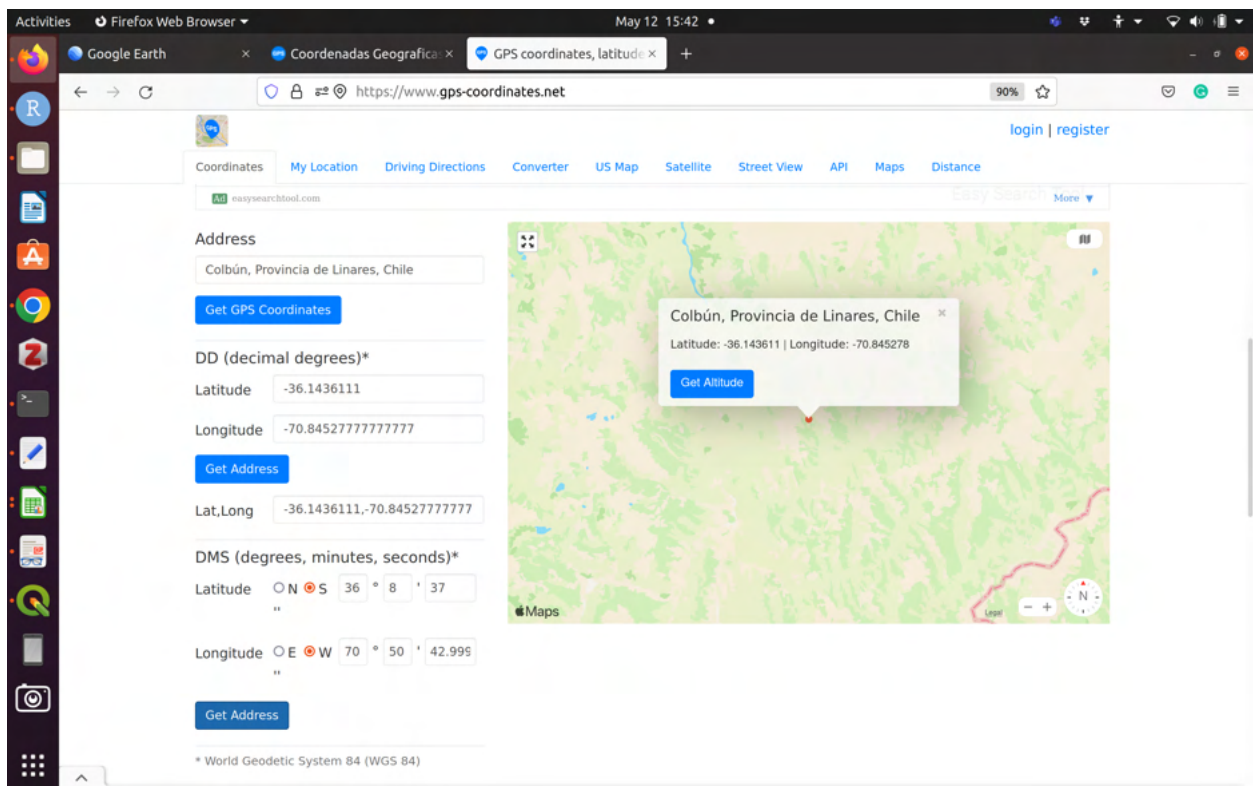 Activities Firefox Web Browser May 12 15:42
Google Earth × Coordenadas Geografica × GPS coordinates, latitude × +
https://www.gps-coordinates.net 90%
login | register
Coordinates My Location Driving Directions Converter US Map Satellite Street View API Maps Distance
Ad easysearchtool.com Easy Search Tool More ▼
Address
Colbún, Provincia de Linares, Chile
Get GPS Coordinates
DD (decimal degrees)*
Latitude -36.1436111
Longitude -70.84527777777777
Get Address
Lat,Long -36.1436111,-70.84527777777
DMS (degrees, minutes, seconds)*
Latitude N S 36 ° 8 ' 37
"
Longitude E W 70 ° 50 ' 42.999
"
Get Address
* World Geodetic System 84 (WGS 84)
Colbún, Provincia de Linares, Chile ×
Latitude: -36.143611 | Longitude: -70.845278
Get Altitude
Maps
Legal - + N